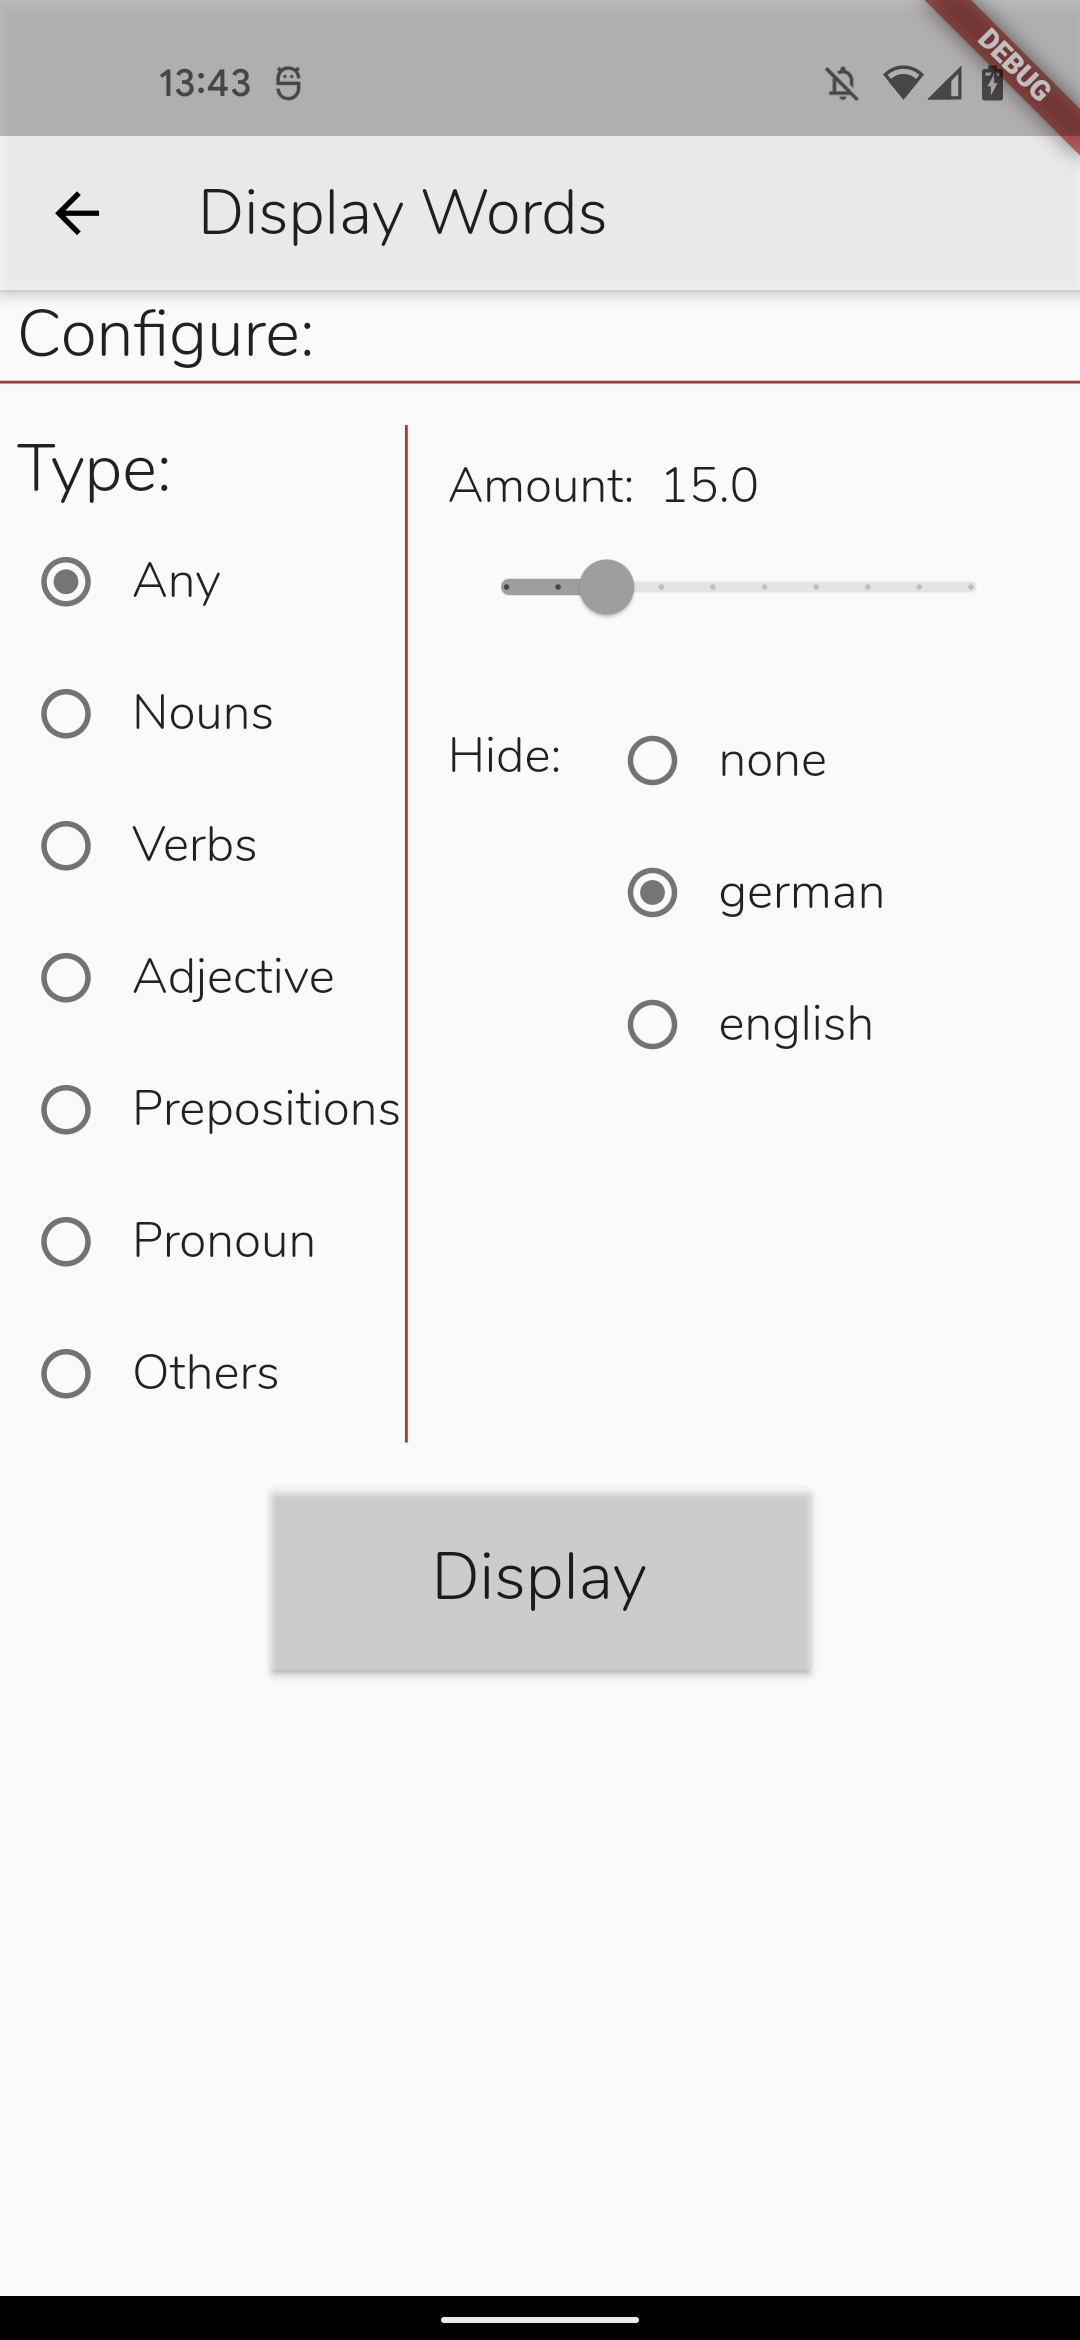 13:43
DEBUG
Display Words
Configure:
Type:
Any
Nouns
Verbs
Adjective
Prepositions
Pronoun
Others
Amount: 15.0
Hide:
none
german
english
Display